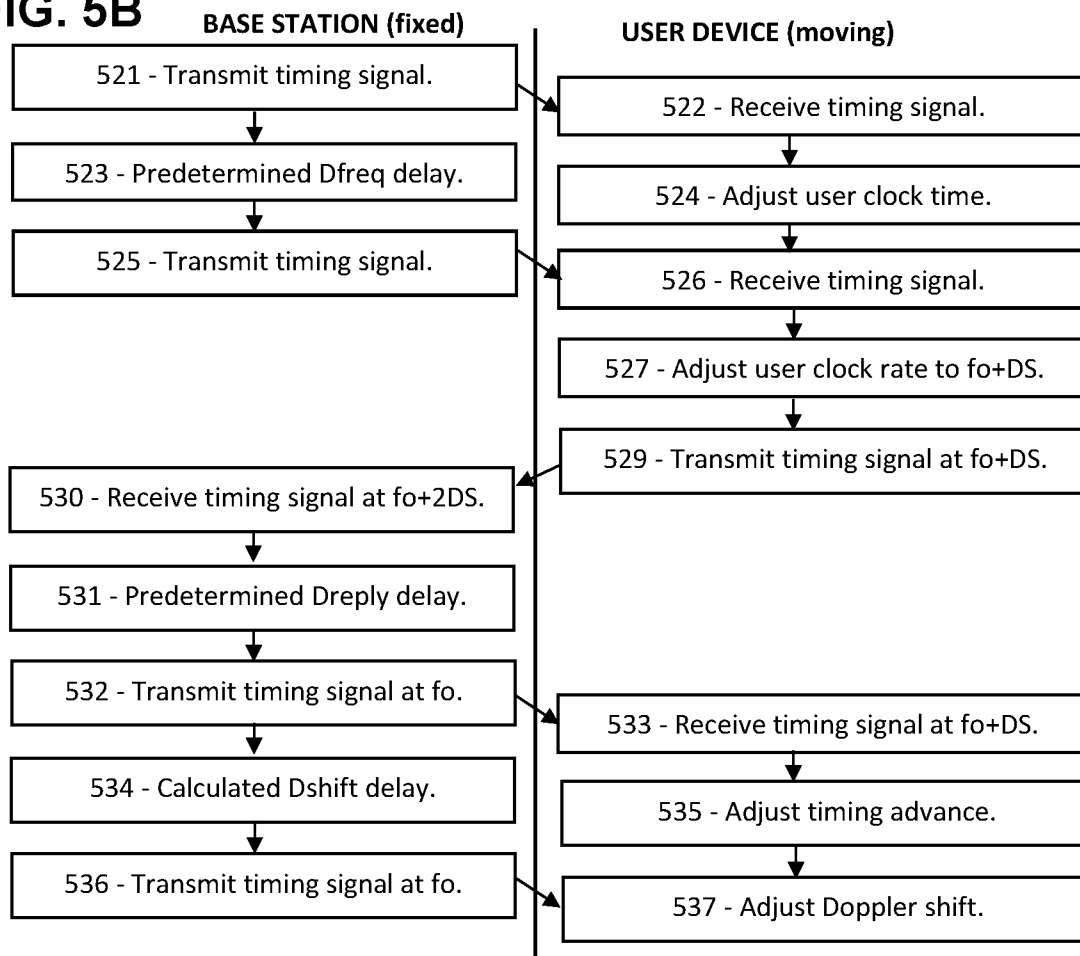 IG. 5B
BASE STATION (fixed)
USER DEVICE (moving)
521 - Transmit timing signal.
522 - Receive timing signal.
523 - Predetermined Dfreq delay.
524 - Adjust user clock time.
525 - Transmit timing signal.
526 - Receive timing signal.
527 - Adjust user clock rate to fo+DS.
529 - Transmit timing signal at fo+DS.
530 - Receive timing signal at fo+2DS.
531 - Predetermined Dreply delay.
532 - Transmit timing signal at fo.
533 - Receive timing signal at fo+DS.
534 - Calculated Dshift delay.
535 - Adjust timing advance.
536 - Transmit timing signal at fo.
537 - Adjust Doppler shift.